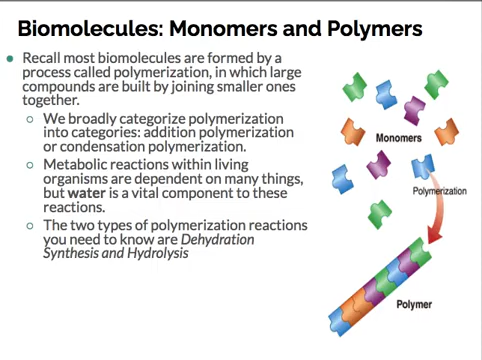 Biomolecules: Monomers and Polymers
Recall most biomolecules are formed by a
process called polymerization, in which large
compounds are built by joining smaller ones
together.
We broadly categorize polymerization
into categories: addition polymerization
or condensation polymerization.
Metabolic reactions within living
organisms are dependent on many things,
but water is a vital component to these
reactions.
The two types of polymerization reactions
you need to know are Dehydration
Synthesis and Hydrolysis
Monomers
Polymerization
Polymer